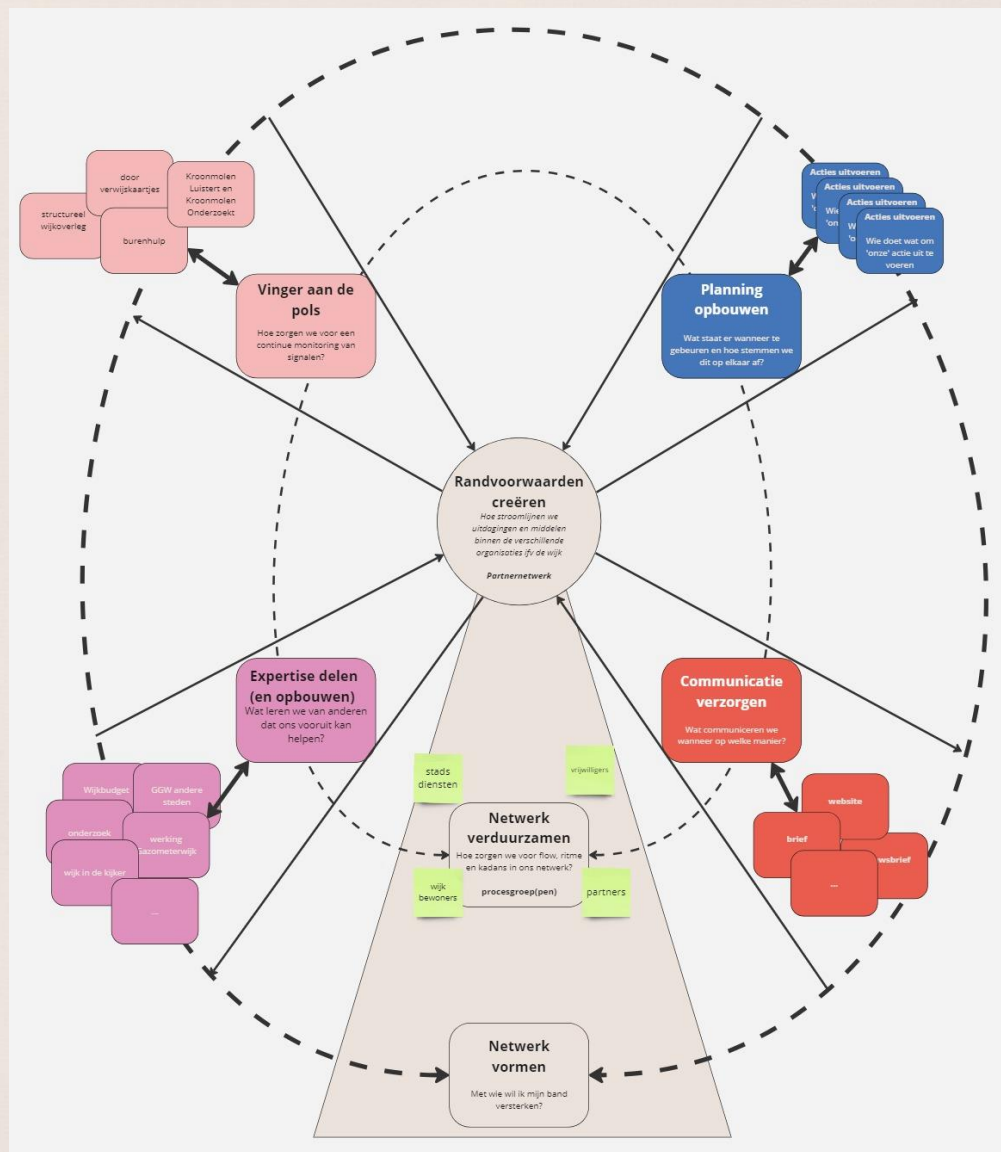 door
verwijskaartjes
Kroonmolen
Luistert en
Kroonmolen
Onderzoekt
structureel
wijkoverleg
burenhulp
Vinger aan de
pols
Hoe zorgen we voor een
continue monitoring van
signalen?
Acties uitvoeren
Acties uitvoeren
Acties uitvoeren
Acties uitvoeren
Wie doet wat om
'onze' actie uit te
voeren
Planning
opbouwen
Wat staat er wanneer te
gebeuren en hoe stemmen we
dit op elkaar af?
Randvoorwaarden
creëren
Hoe stroomlijnen we
uitdagingen en middelen
binnen de verschillende
organisaties ifv de wijk
Partnernetwerk
Expertise delen
(en opbouwen)
Wat leren we van anderen
dat ons vooruit kan
helpen?
Wijkbudget
GGW andere
steden
onderzoek
werking
Gazometerwijk
wijk in de kijker
...
Communicatie
verzorgen
Wat communiceren we
wanneer op welke manier?
website
brief
wsbrief
...
stads
diensten
vrijwilligers
Netwerk
verduurzamen
Hoe zorgen we voor flow, ritme
en kadans in ons netwerk?
procesgroep(pen)
wijk
bewoners
partners
Netwerk
vormen
Met wie wil ik mijn band
versterken?